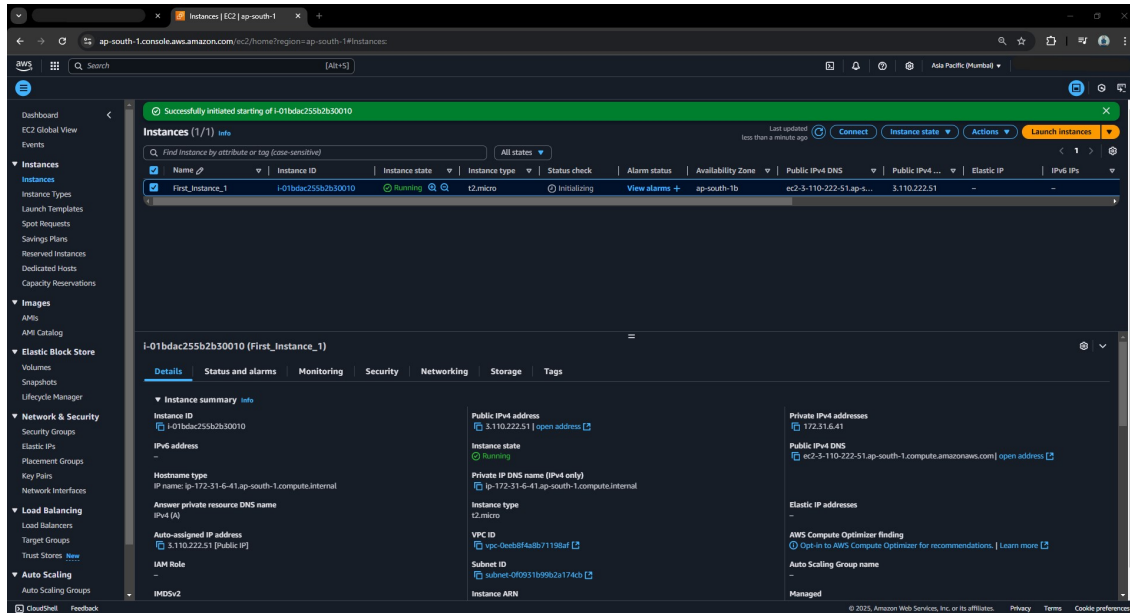 Instances | EC2 | ap-south-1
ap-south-1.console.aws.amazon.com/ec2/home?region=ap-south-1#Instances:
aws Search [Alt+S] Asia Pacific (Mumbai)
Dashboard
EC2 Global View
Events
Instances
Instances
Instance Types
Launch Templates
Spot Requests
Savings Plans
Reserved Instances
Dedicated Hosts
Capacity Reservations
Images
AMIs
AMI Catalog
Elastic Block Store
Volumes
Snapshots
Lifecycle Manager
Network & Security
Security Groups
Elastic IPs
Placement Groups
Key Pairs
Network Interfaces
Load Balancing
Load Balancers
Target Groups
Trust Stores New
Auto Scaling
Auto Scaling Groups
Successfully initiated starting of i-01bdac255b2b30010
Instances (1/1) Info
Last updated
less than a minute ago
Connect Instance state Actions Launch instances
Find Instance by attribute or tag (case-sensitive) All states 1
Name Instance ID Instance state Instance type Status check Alarm status Availability Zone Public IPv4 DNS Public IPv4 ... Elastic IP IPv6 IPs
First_Instance_1 i-01bdac255b2b30010 Running t2.micro Initializing View alarms + ap-south-1b ec2-3-110-222-51.ap-s... 3.110.222.51 – –
i-01bdac255b2b30010 (First_Instance_1)
Details Status and alarms Monitoring Security Networking Storage Tags
Instance summary Info
Instance ID
i-01bdac255b2b30010
Public IPv4 address
3.110.222.51 | open address
Private IPv4 addresses
172.31.6.41
IPv6 address
–
Instance state
Running
Public IPv4 DNS
ec2-3-110-222-51.ap-south-1.compute.amazonaws.com | open address
Hostname type
IP name: ip-172-31-6-41.ap-south-1.compute.internal
Private IP DNS name (IPv4 only)
ip-172-31-6-41.ap-south-1.compute.internal
Answer private resource DNS name
IPv4 (A)
Instance type
t2.micro
Elastic IP addresses
–
Auto-assigned IP address
3.110.222.51 [Public IP]
VPC ID
vpc-0eeb8f4a8b71198af
AWS Compute Optimizer finding
Opt-in to AWS Compute Optimizer for recommendations. | Learn more
IAM Role
–
Subnet ID
subnet-0f0931b99b2a174cb
Auto Scaling Group name
–
IMDSv2
Instance ARN
Managed
CloudShell Feedback © 2025, Amazon Web Services, Inc. or its affiliates. Privacy Terms Cookie preferences